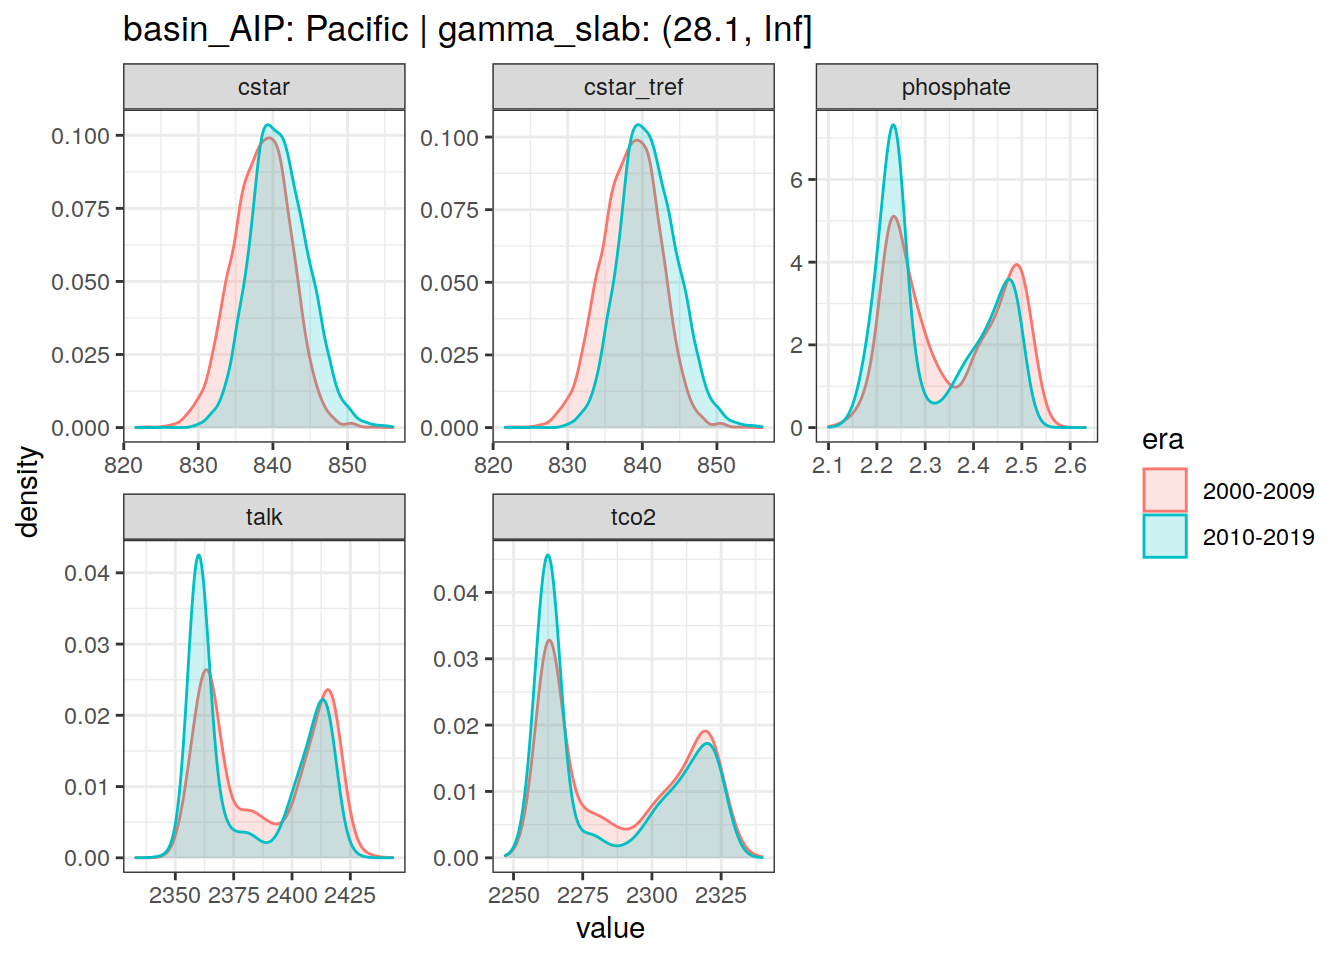 basin_AIP: Pacific | gamma_slab: (28.1, Inf]
cstar
cstar_tref
phosphate
0.100
0.075
0.050
0.025
0.000
820 830 840 850
0.100
0.075
0.050
0.025
0.000
820 830 840 850
6
4
2
0
2.1 2.2 2.3 2.4 2.5 2.6
density
talk
tco2
0.04
0.03
0.02
0.01
0.00
2350 2375 2400 2425
0.04
0.03
0.02
0.01
0.00
2250 2275 2300 2325
value
era
2000-2009
2010-2019